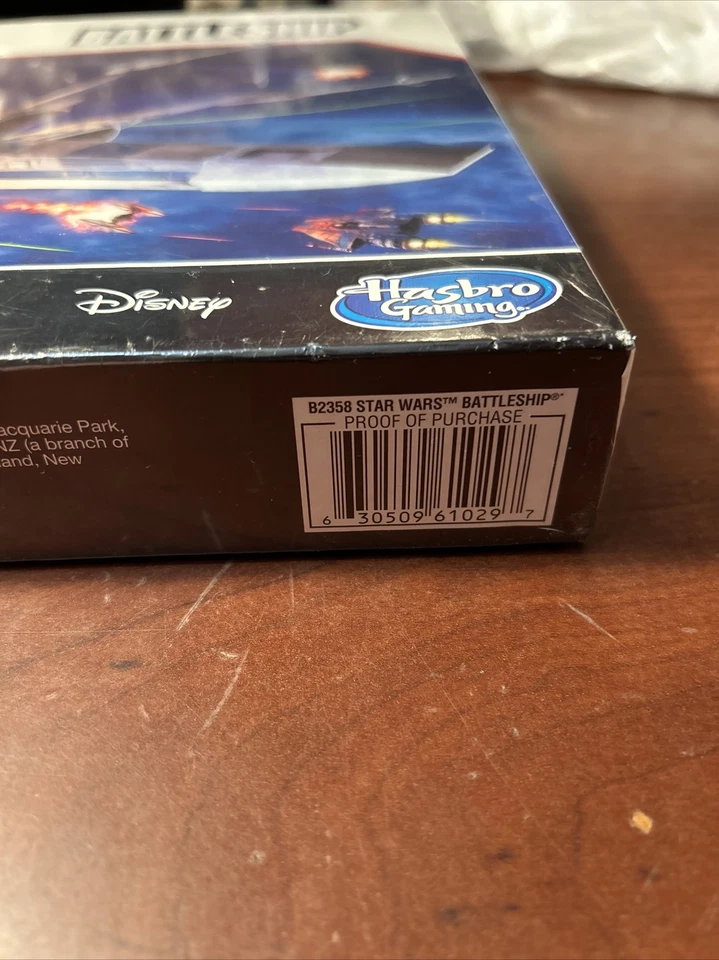 BATTLESHIP
Disney
Hasbro
Gaming
acquarie Park,
NZ (a branch of
and, New
B2358 STAR WARS™ BATTLESHIP®
PROOF OF PURCHASE
6 30509 61029 7